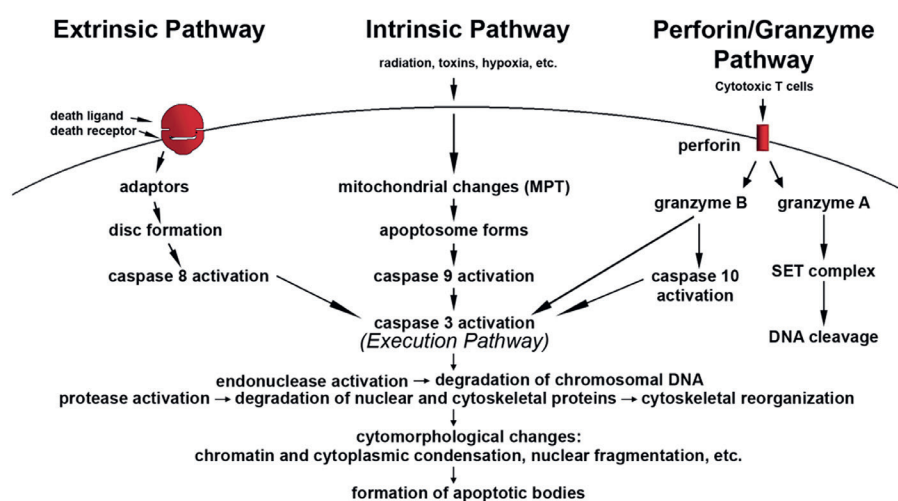 Extrinsic Pathway
Intrinsic Pathway
Perforin/Granzyme
Pathway
radiation, toxins, hypoxia, etc.
Cytotoxic T cells
death ligand
death receptor
perforin
adaptors
mitochondrial changes (MPT)
granzyme B
granzyme A
disc formation
apoptosome forms
caspase 8 activation
caspase 9 activation
caspase 10
activation
SET complex
caspase 3 activation
(Execution Pathway)
DNA cleavage
endonuclease activation → degradation of chromosomal DNA
protease activation → degradation of nuclear and cytoskeletal proteins → cytoskeletal reorganization
cytomorphological changes:
chromatin and cytoplasmic condensation, nuclear fragmentation, etc.
formation of apoptotic bodies